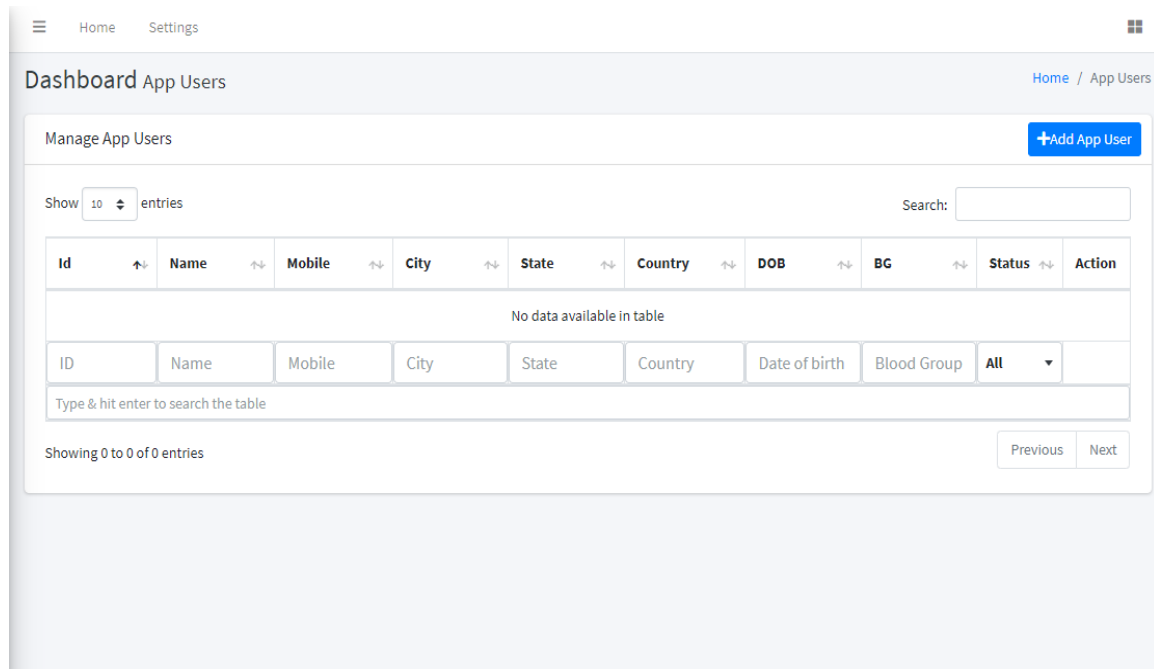 Home Settings
Dashboard App Users
Home / App Users
Manage App Users
+Add App User
Show 10 entries
Search:
Id Name Mobile City State Country DOB BG Status Action
No data available in table
ID Name Mobile City State Country Date of birth Blood Group All
Type & hit enter to search the table
Showing 0 to 0 of 0 entries
Previous Next